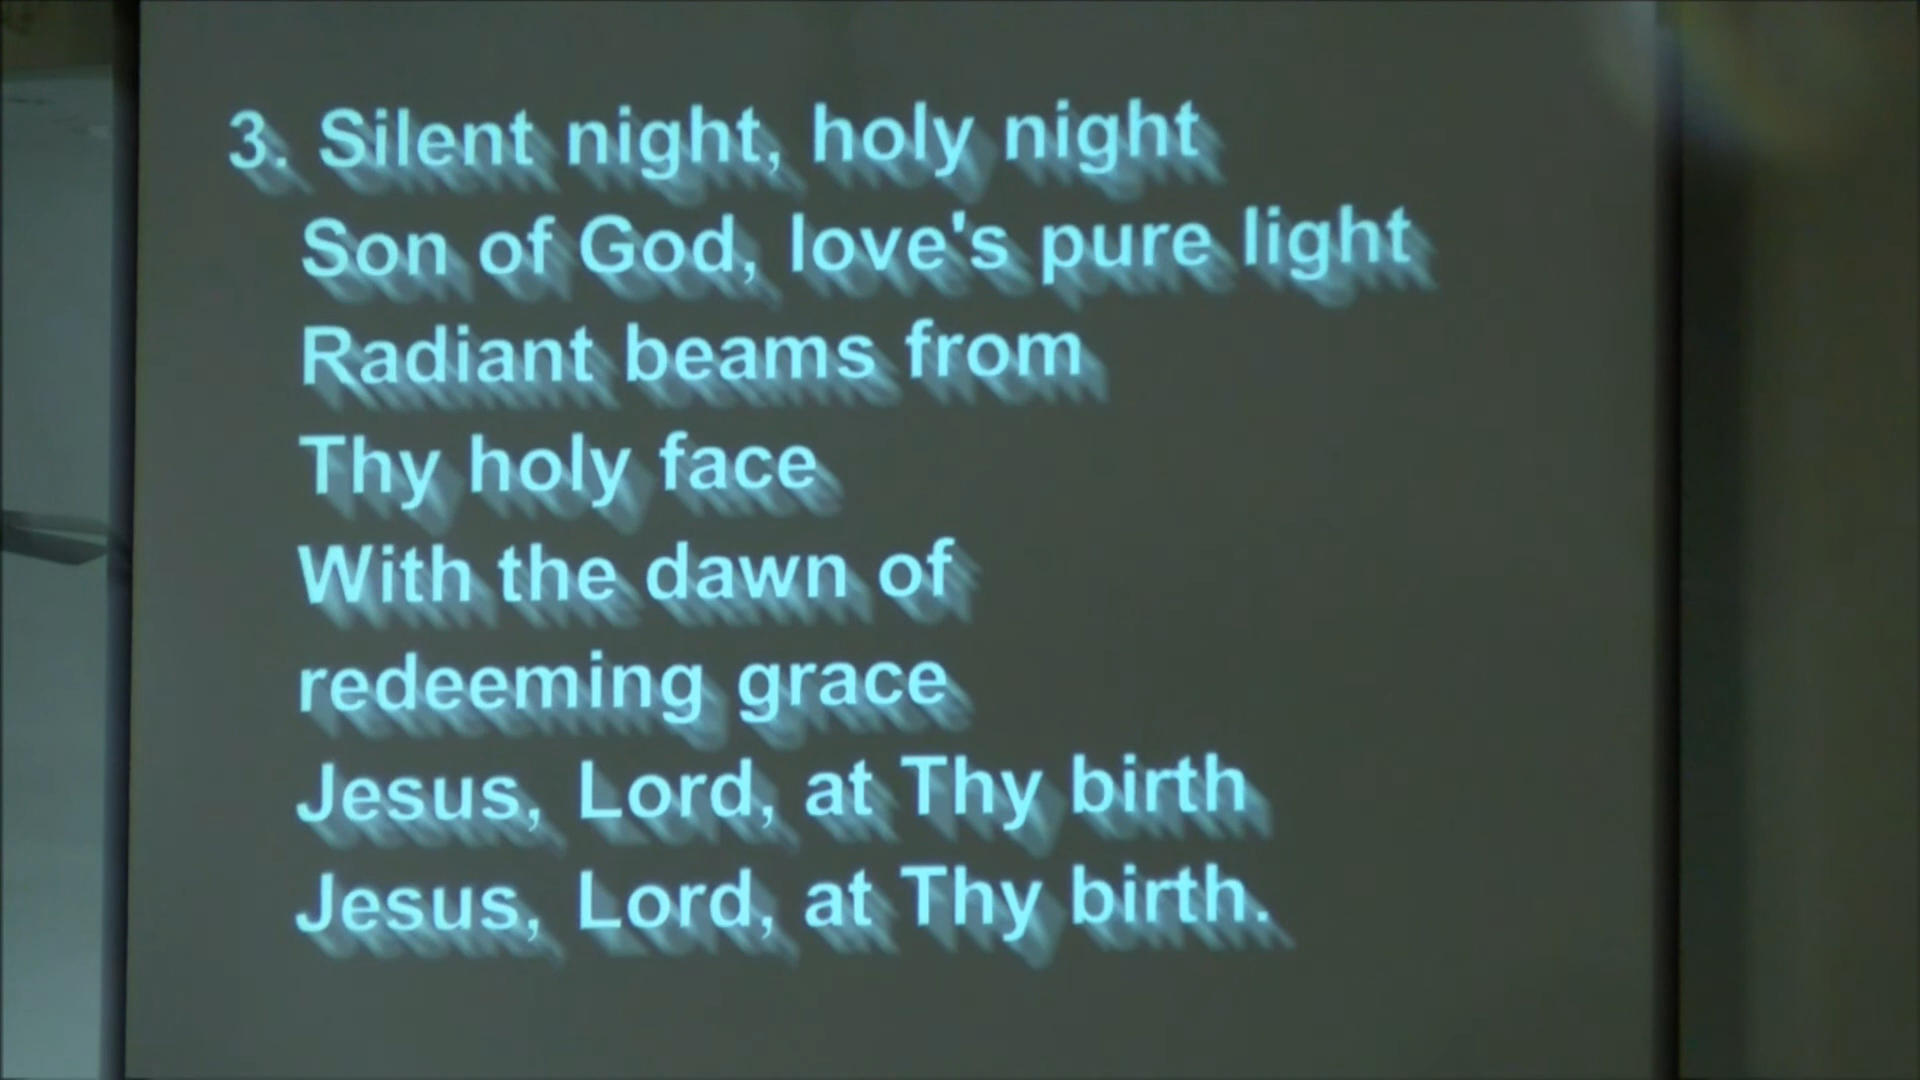 3. Silent night, holy night
Son of God, love's pure light
Radiant beams from
Thy holy face
With the dawn of
redeeming grace
Jesus, Lord, at Thy birth
Jesus, Lord, at Thy birth.